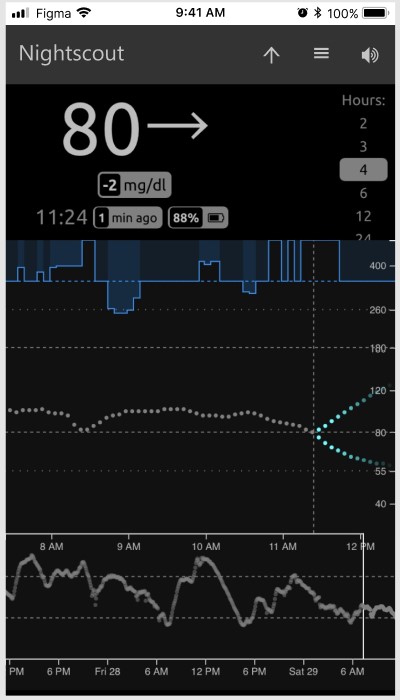 Figma 9:41 AM 100%
Nightscout
Hours:
80→
2
3
4
-2 mg/dl
6
11:24 1 min ago 88%
12
24
400
260
180
120
80
55
40
8 AM 9 AM 10 AM 11 AM 12 PM
PM 6 PM Fri 28 6 AM 12 PM 6 PM Sat 29 6 AM